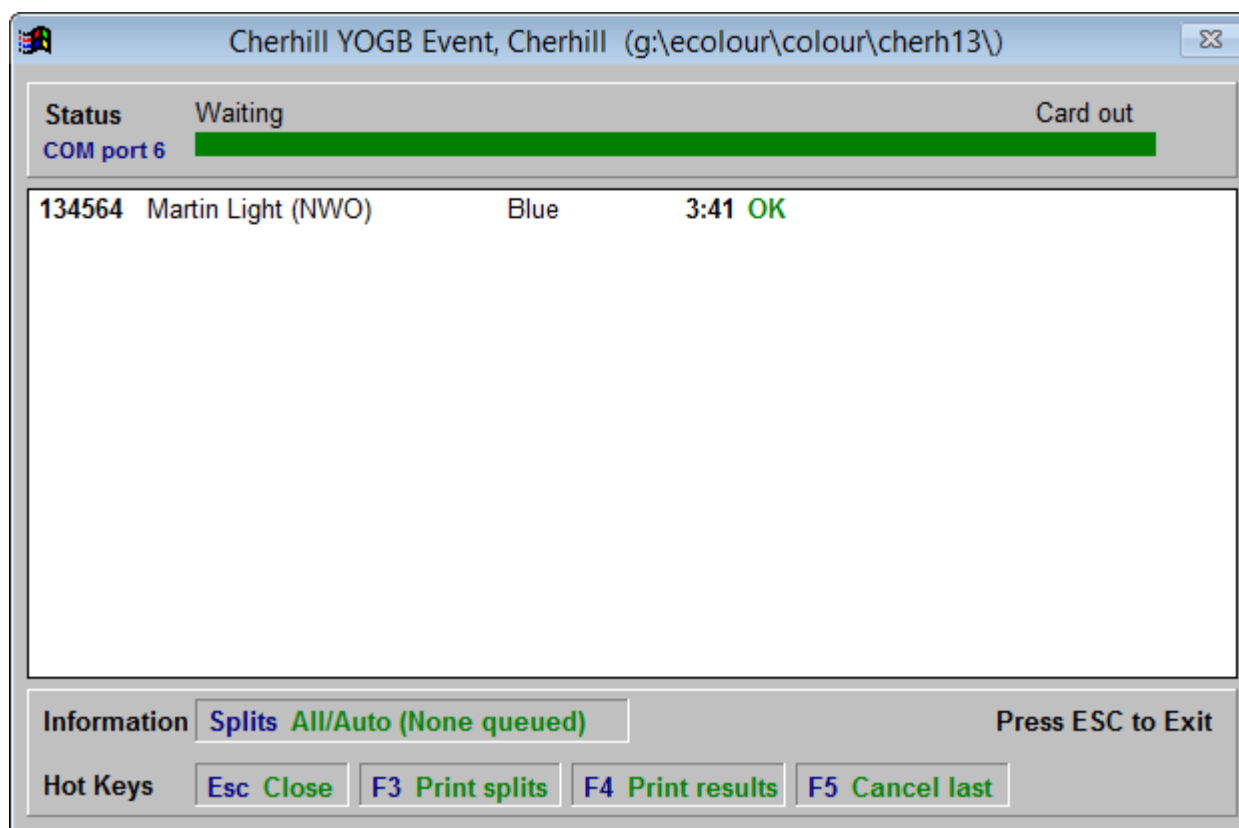 Cherhill YOGB Event, Cherhill (g:\ecolour\colour\cherh13\)
Status Waiting Card out
COM port 6
134564 Martin Light (NWO) Blue 3:41 OK
Information Splits All/Auto (None queued) Press ESC to Exit
Hot Keys Esc Close F3 Print splits F4 Print results F5 Cancel last